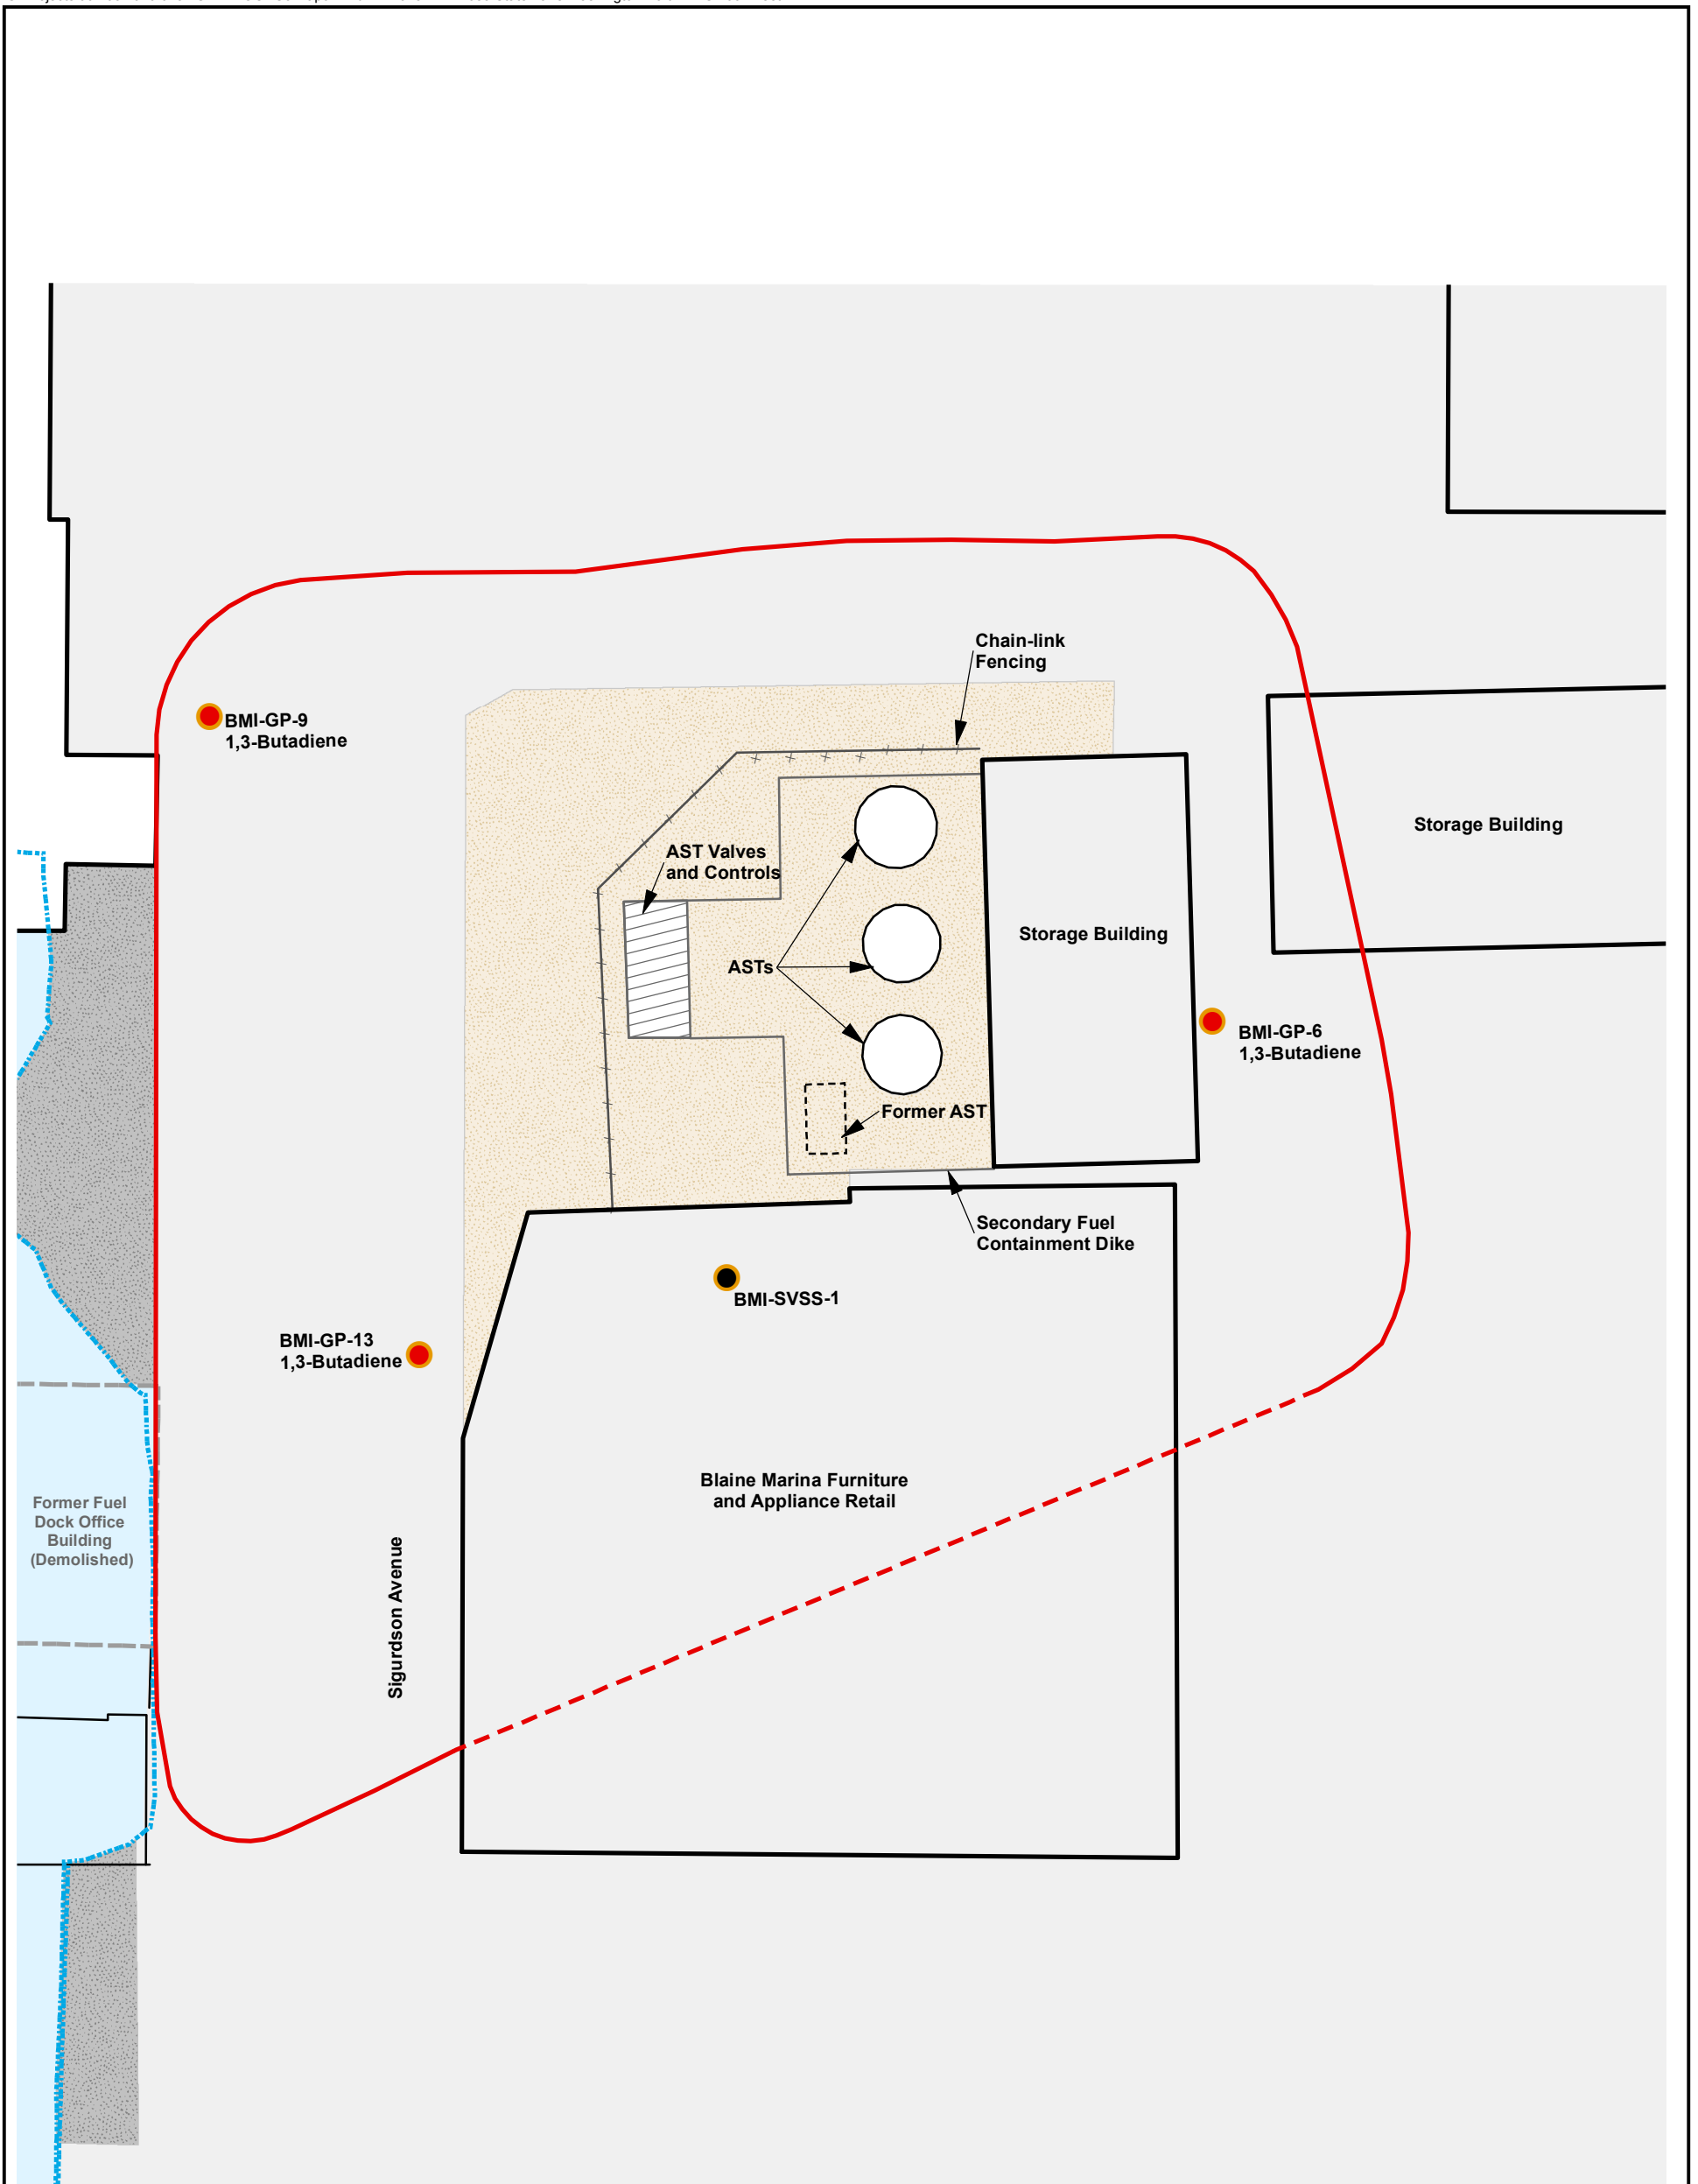 Chain-link
Fencing
BMI-GP-9
1,3-Butadiene
AST Valves
and Controls
Storage Building
Storage Building
ASTs
BMI-GP-6
1,3-Butadiene
Former AST
Secondary Fuel
Containment Dike
BMI-SVSS-1
BMI-GP-13
1,3-Butadiene
Blaine Marina Furniture
and Appliance Retail
Former Fuel
Dock Office
Building
(Demolished)
Sigurdson Avenue